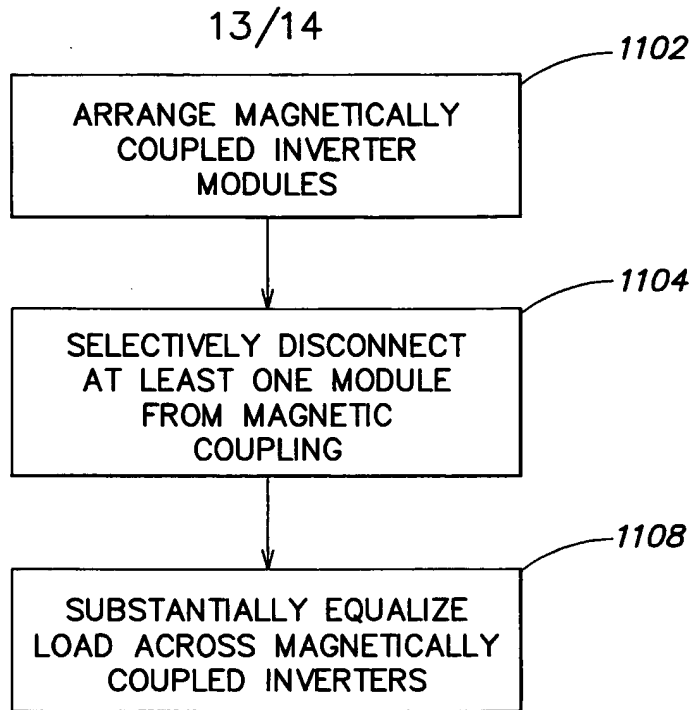 13/14
1102
ARRANGE MAGNETICALLY
COUPLED INVERTER
MODULES
1104
SELECTIVELY DISCONNECT
AT LEAST ONE MODULE
FROM MAGNETIC
COUPLING
1108
SUBSTANTIALLY EQUALIZE
LOAD ACROSS MAGNETICALLY
COUPLED INVERTERS